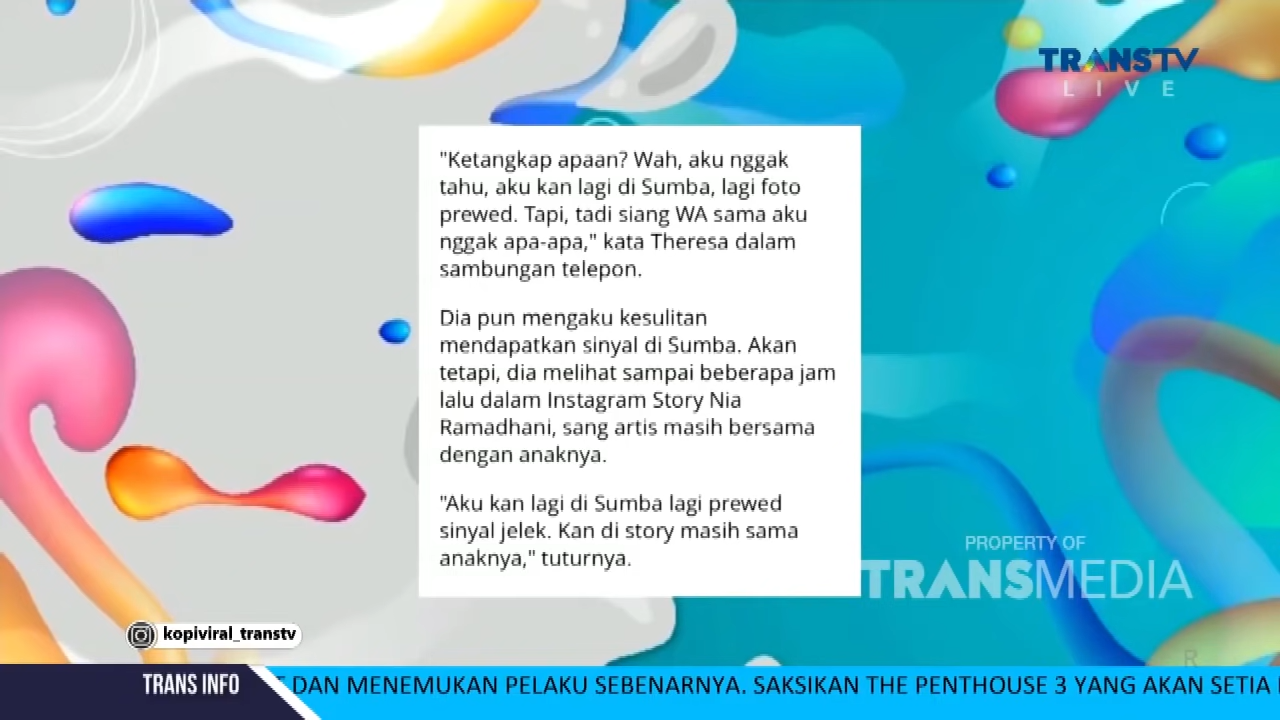 TRANSTV
LIVE
"Ketangkap apaan? Wah, aku nggak
tahu, aku kan lagi di Sumba, lagi foto
prewed. Tapi, tadi siang WA sama aku
nggak apa-apa," kata Theresa dalam
sambungan telepon.
Dia pun mengaku kesulitan
mendapatkan sinyal di Sumba. Akan
tetapi, dia melihat sampai beberapa jam
lalu dalam Instagram Story Nia
Ramadhani, sang artis masih bersama
dengan anaknya.
"Aku kan lagi di Sumba lagi prewed
sinyal jelek. Kan di story masih sama
anaknya," tuturnya.
PROPERTY OF
TRANSMEDIA
R
kopiviral_transtv
TRANS INFO
DAN MENEMUKAN PELAKU SEBENARNYA. SAKSIKAN THE PENTHOUSE 3 YANG AKAN SETIA